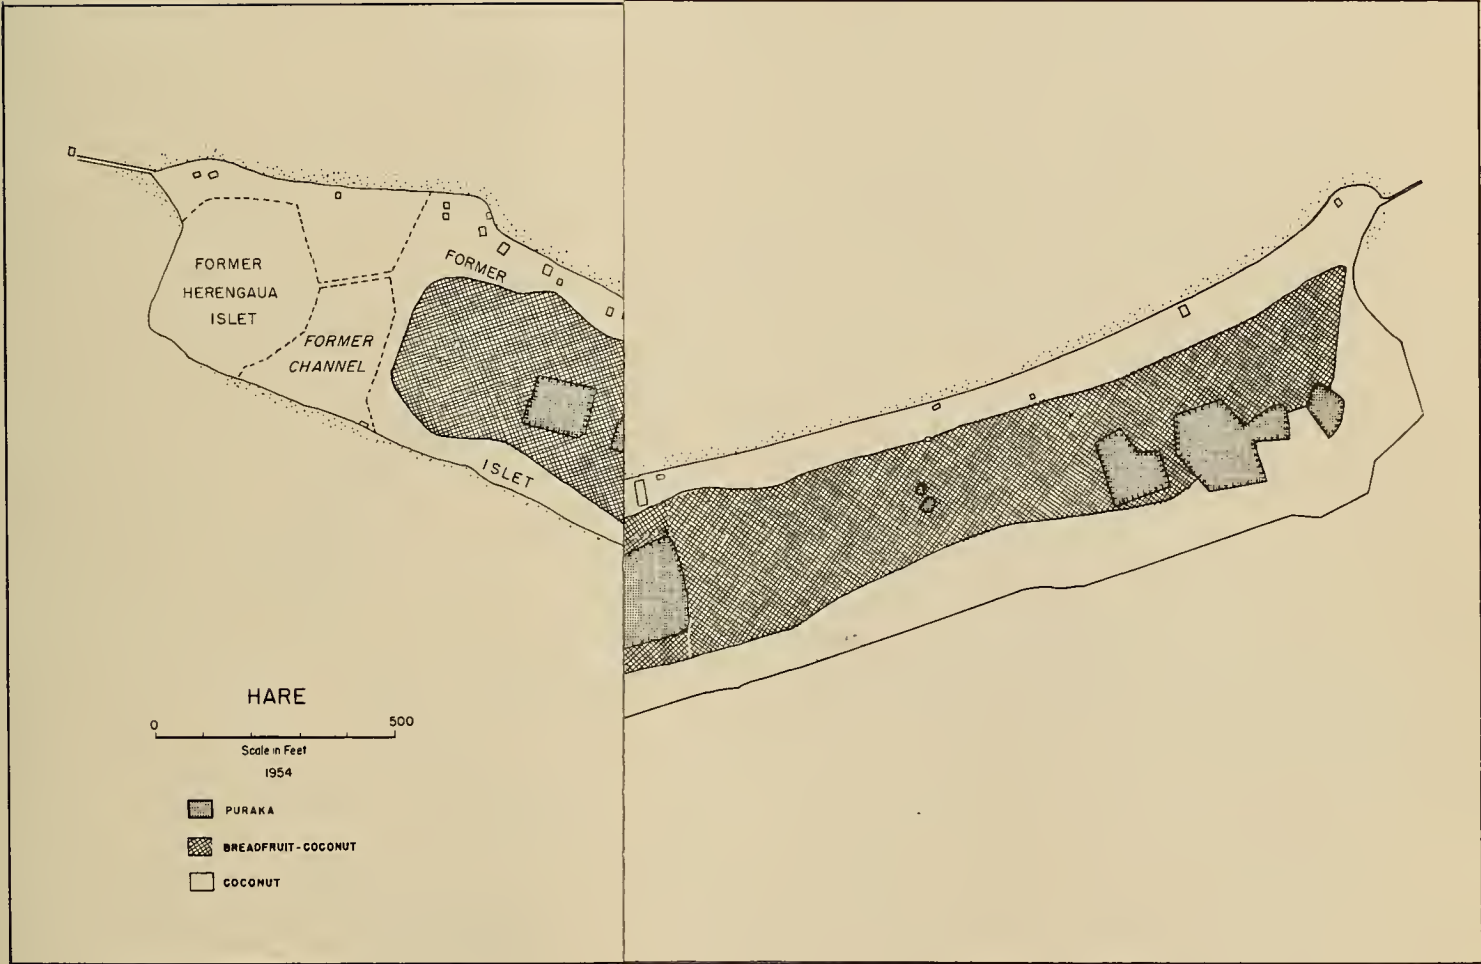 FORMER
HERENGAUA
ISLET
FORMER
CHANNEL
FORMER
ISLET
HARE
0 500
Scale in Feet
1954
PURAKA
BREADFRUIT-COCONUT
COCONUT